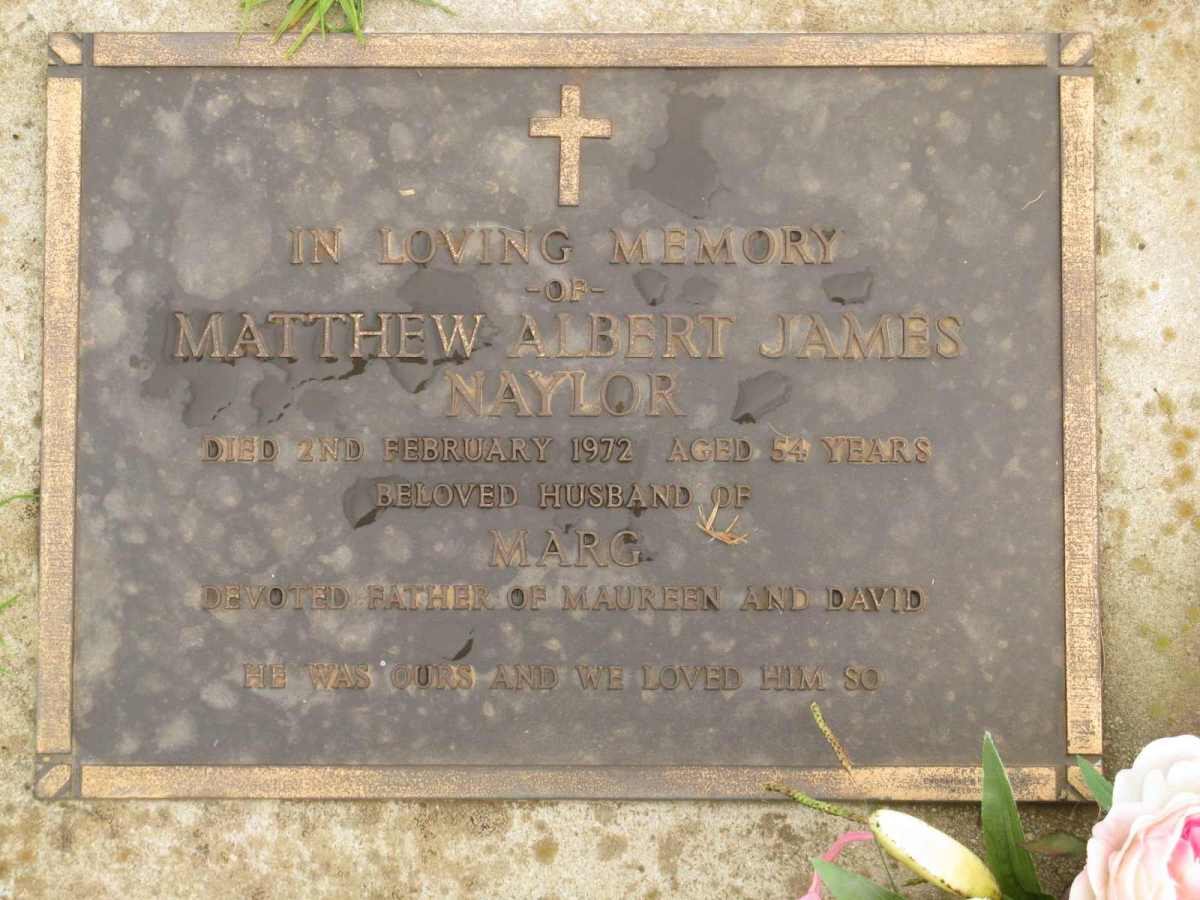 IN LOVING MEMORY
-OF-
MATTHEW ALBERT JAMES
NAYLOR
DIED 2ND FEBRUARY 1972 AGED 54 YEARS
BELOVED HUSBAND OF
MARG
DEVOTED FATHER OF MAUREEN AND DAVID
HE WAS OURS AND WE LOVED HIM SO